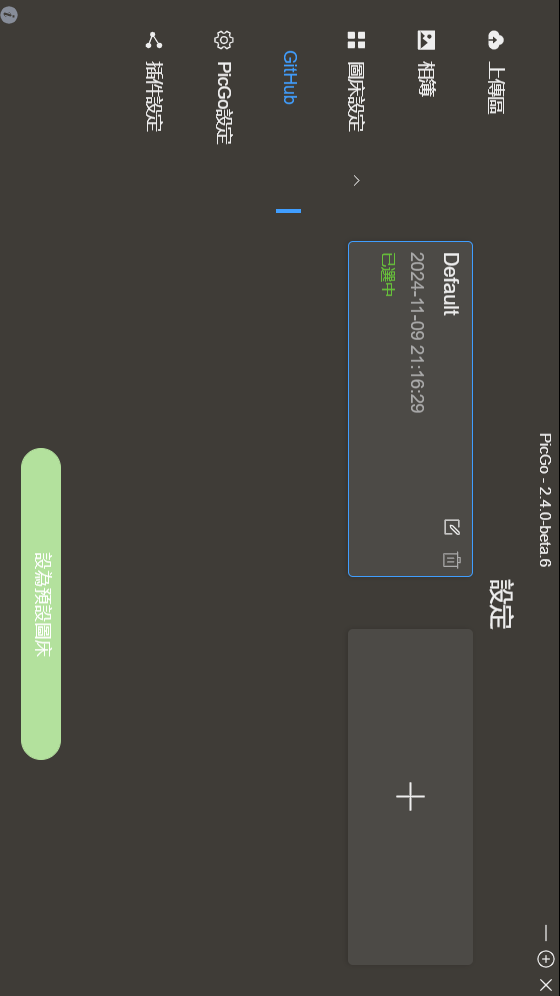 PicGo - 2.4.0-beta.6
上傳區
相簿
圖床設定
GitHub
PicGo設定
插件設定
設定
Default
2024-11-09 21:16:29
已選中
設為預設圖床